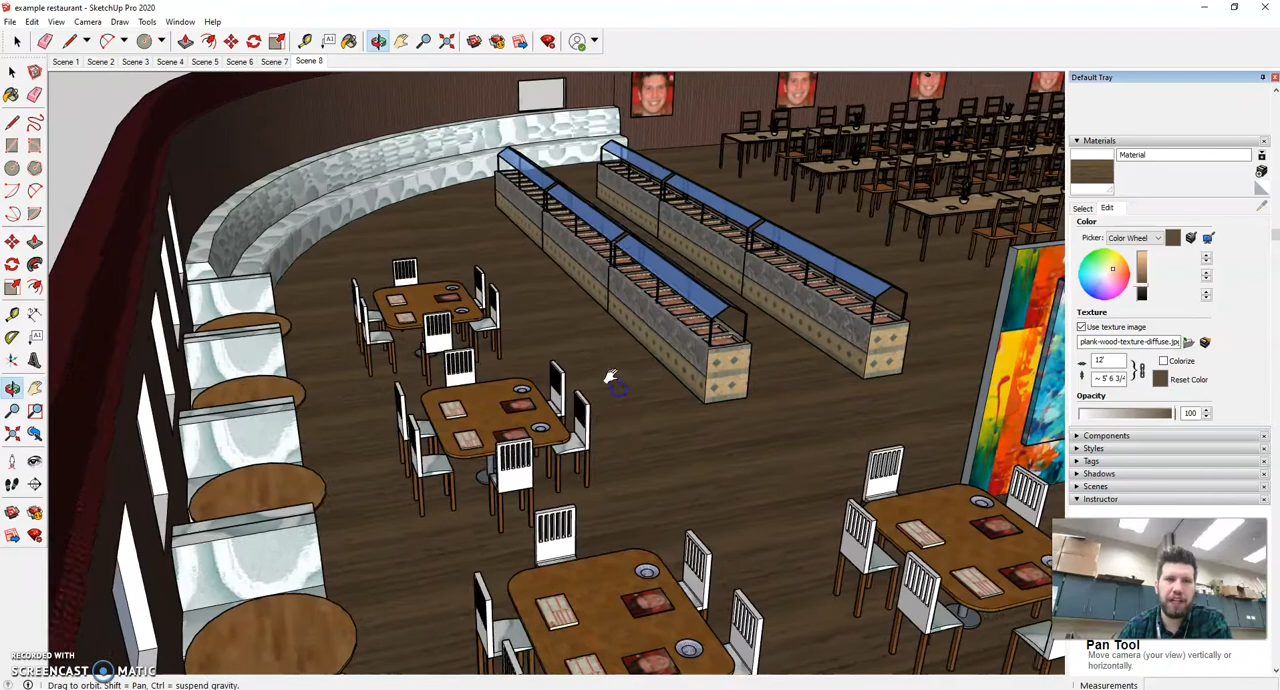 example restaurant - SketchUp Pro 2020
File Edit View Camera Draw Tools Window Help
Scene 1 Scene 2 Scene 3 Scene 4 Scene 5 Scene 6 Scene 7 Scene 8
Default Tray
Materials
Material
Select Edit
Color
Picker: Color Wheel
Texture
Use texture image
plank-wood-texture-diffuse.jpg
12' Colorize
~ 5' 6 3/4 Reset Color
Opacity
100
Components
Styles
Tags
Shadows
Scenes
Instructor
Pan Tool
Move camera (your view) vertically or
horizontally.
RECORDED WITH
SCREENCAST MATIC
Drag to orbit. Shift = Pan, Ctrl = suspend gravity.
Measurements